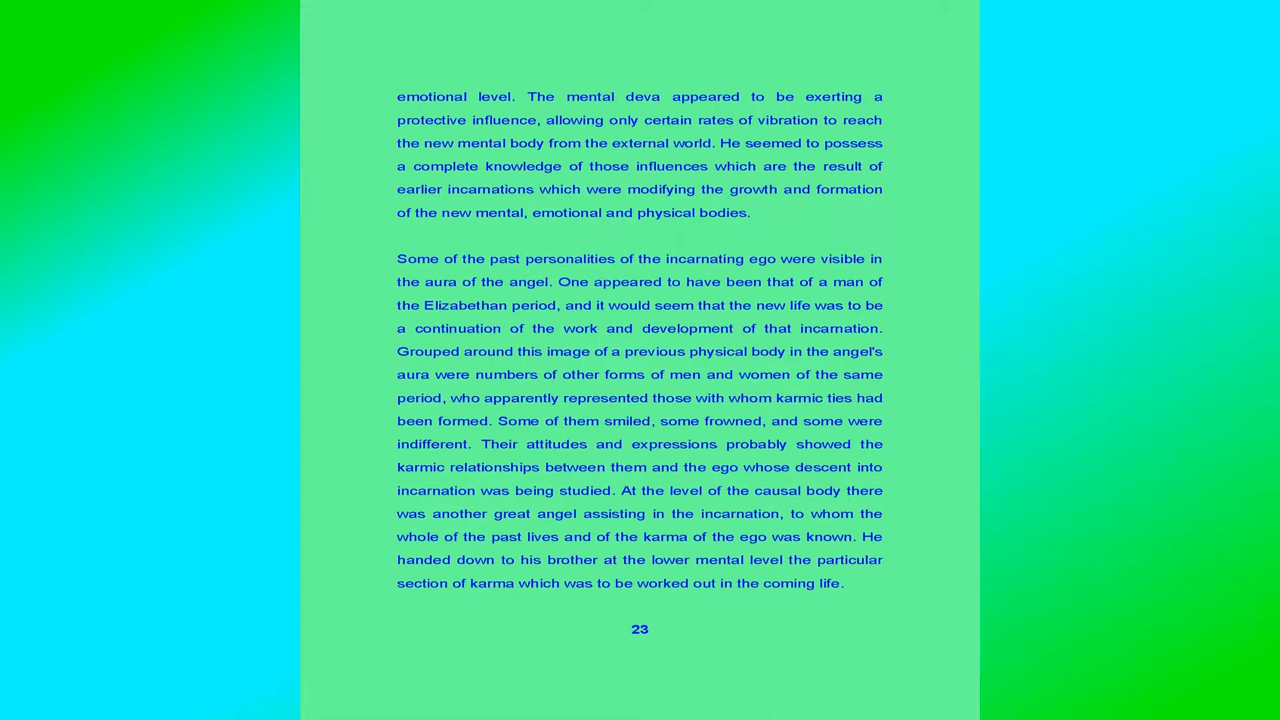 emotional level. The mental deva appeared to be exerting a
protective influence, allowing only certain rates of vibration to reach
the new mental body from the external world. He seemed to possess
a complete knowledge of those influences which are the result of
earlier incarnations which were modifying the growth and formation
of the new mental, emotional and physical bodies.
Some of the past personalities of the incarnating ego were visible in
the aura of the angel. One appeared to have been that of a man of
the Elizabethan period, and it would seem that the new life was to be
a continuation of the work and development of that incarnation.
Grouped around this image of a previous physical body in the angel's
aura were numbers of other forms of men and women of the same
period, who apparently represented those with whom karmic ties had
been formed. Some of them smiled, some frowned, and some were
indifferent. Their attitudes and expressions probably showed the
karmic relationships between them and the ego whose descent into
incarnation was being studied. At the level of the causal body there
was another great angel assisting in the incarnation, to whom the
whole of the past lives and of the karma of the ego was known. He
handed down to his brother at the lower mental level the particular
section of karma which was to be worked out in the coming life.
23